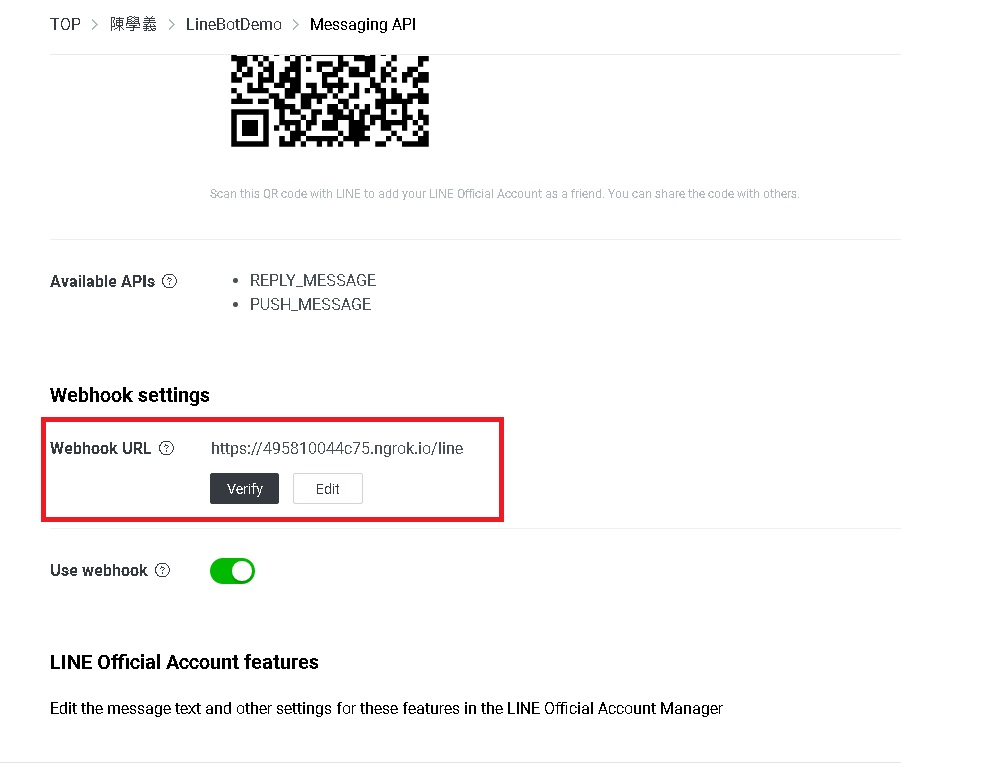 TOP > 陳學義 > LineBotDemo > Messaging API
Scan this QR code with LINE to add your LINE Official Account as a friend. You can share the code with others.
Available APIs ?
• REPLY_MESSAGE
• PUSH_MESSAGE
Webhook settings
Webhook URL ? https://495810044c75.ngrok.io/line
Verify Edit
Use webhook ?
LINE Official Account features
Edit the message text and other settings for these features in the LINE Official Account Manager